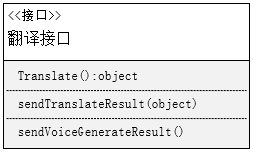 <<接口>>
翻译接口
Translate():object
sendTranslateResult(object)
sendVoiceGenerateResult()